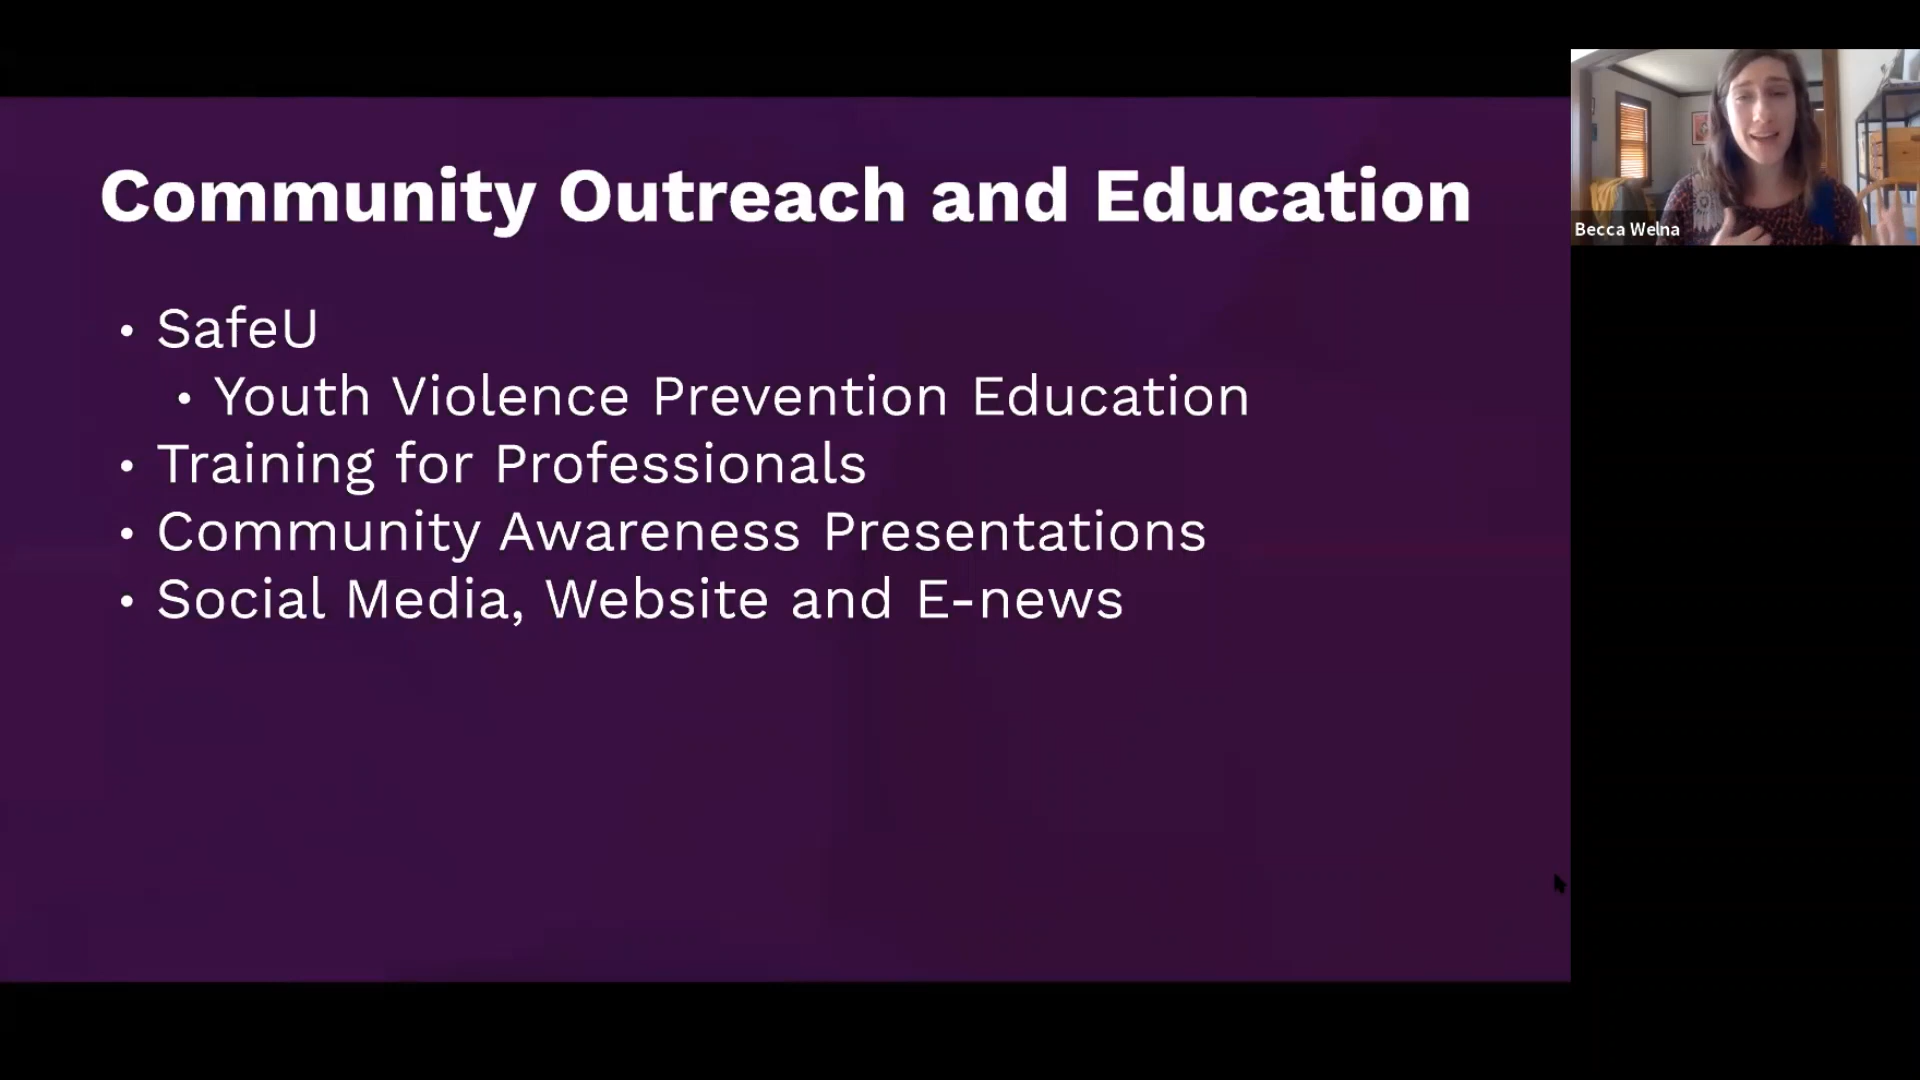 Community Outreach and Education
• SafeU
• Youth Violence Prevention Education
• Training for Professionals
• Community Awareness Presentations
• Social Media, Website and E-news
Becca Welna